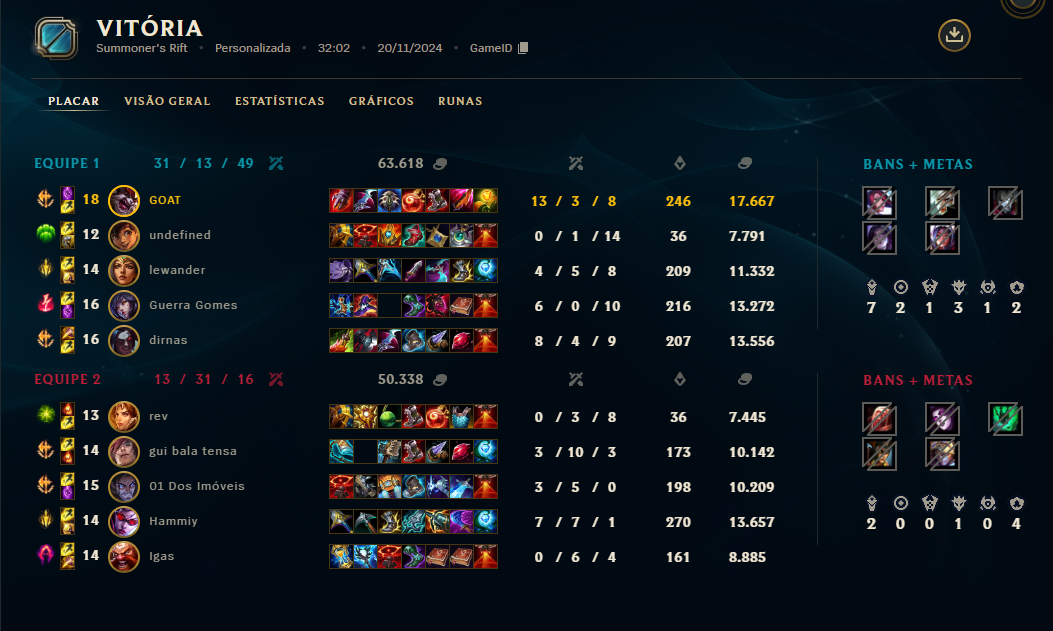 VITÓRIA
Summoner's Rift • Personalizada • 32:02 • 20/11/2024 • GameID
PLACAR VISÃO GERAL ESTATÍSTICAS GRÁFICOS RUNAS
EQUIPE 1 31 / 13 / 49 63.618 BANS + METAS
18 GOAT 13 / 3 / 8 246 17.667
12 undefined 0 / 1 / 14 36 7.791
14 lewander 4 / 5 / 8 209 11.332
16 Guerra Gomes 6 / 0 / 10 216 13.272
7 2 1 3 1 2
16 dirnas 8 / 4 / 9 207 13.556
EQUIPE 2 13 / 31 / 16 50.338 BANS + METAS
13 rev 0 / 3 / 8 36 7.445
14 gui bala tensa 3 / 10 / 3 173 10.142
15 01 Dos Imóveis 3 / 5 / 0 198 10.209
14 Hammiy 7 / 7 / 1 270 13.657
2 0 0 1 0 4
14 Igas 0 / 6 / 4 161 8.885